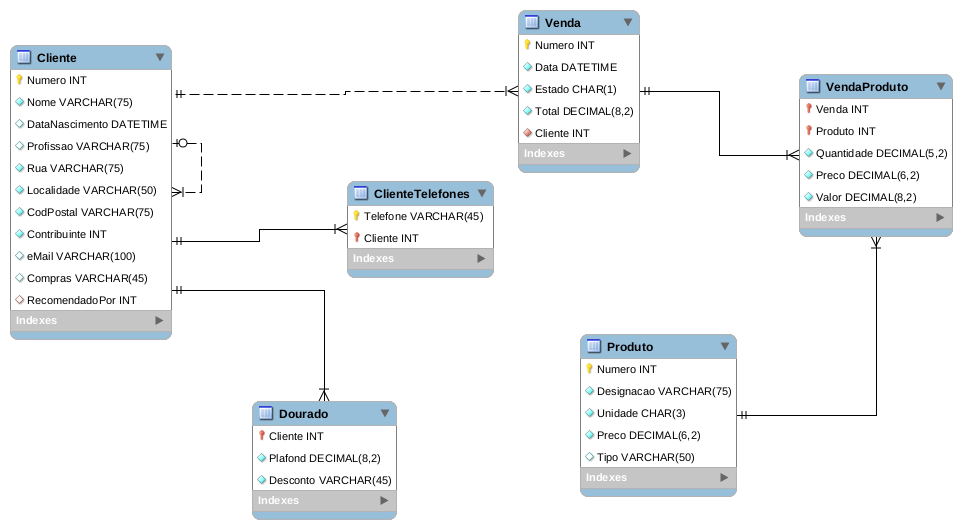 Cliente
Numero INT
Nome VARCHAR(75)
DataNascimento DATETIME
Profissao VARCHAR(75)
Rua VARCHAR(75)
Localidade VARCHAR(50)
CodPostal VARCHAR(75)
Contribuinte INT
eMail VARCHAR(100)
Compras VARCHAR(45)
RecomendadoPor INT
Indexes
ClienteTelefones
Telefone VARCHAR(45)
Cliente INT
Indexes
Dourado
Cliente INT
Plafond DECIMAL(8,2)
Desconto VARCHAR(45)
Indexes
Venda
Numero INT
Data DATETIME
Estado CHAR(1)
Total DECIMAL(8,2)
Cliente INT
Indexes
VendaProduto
Venda INT
Produto INT
Quantidade DECIMAL(5,2)
Preco DECIMAL(6,2)
Valor DECIMAL(8,2)
Indexes
Produto
Numero INT
Designacao VARCHAR(75)
Unidade CHAR(3)
Preco DECIMAL(6,2)
Tipo VARCHAR(50)
Indexes